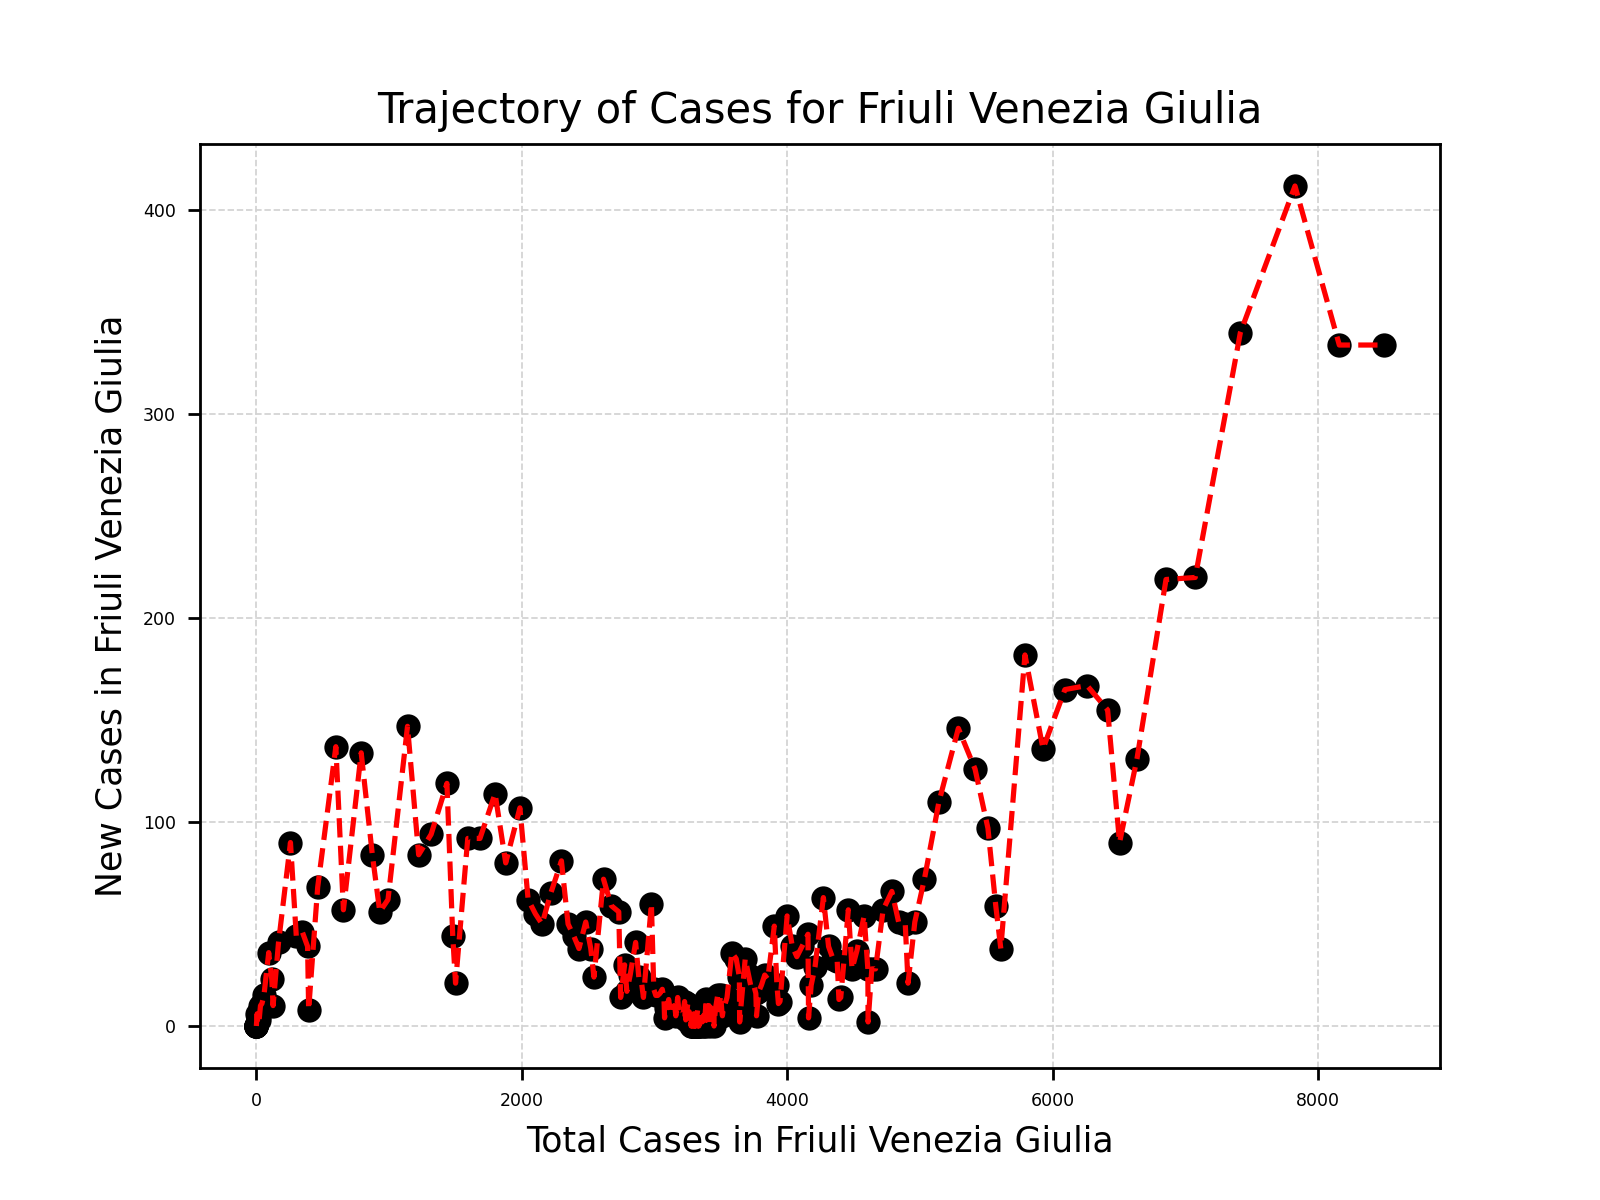 Trajectory of Cases for Friuli Venezia Giulia
New Cases in Friuli Venezia Giulia
400
300
200
100
0
0 2000 4000 6000 8000
Total Cases in Friuli Venezia Giulia